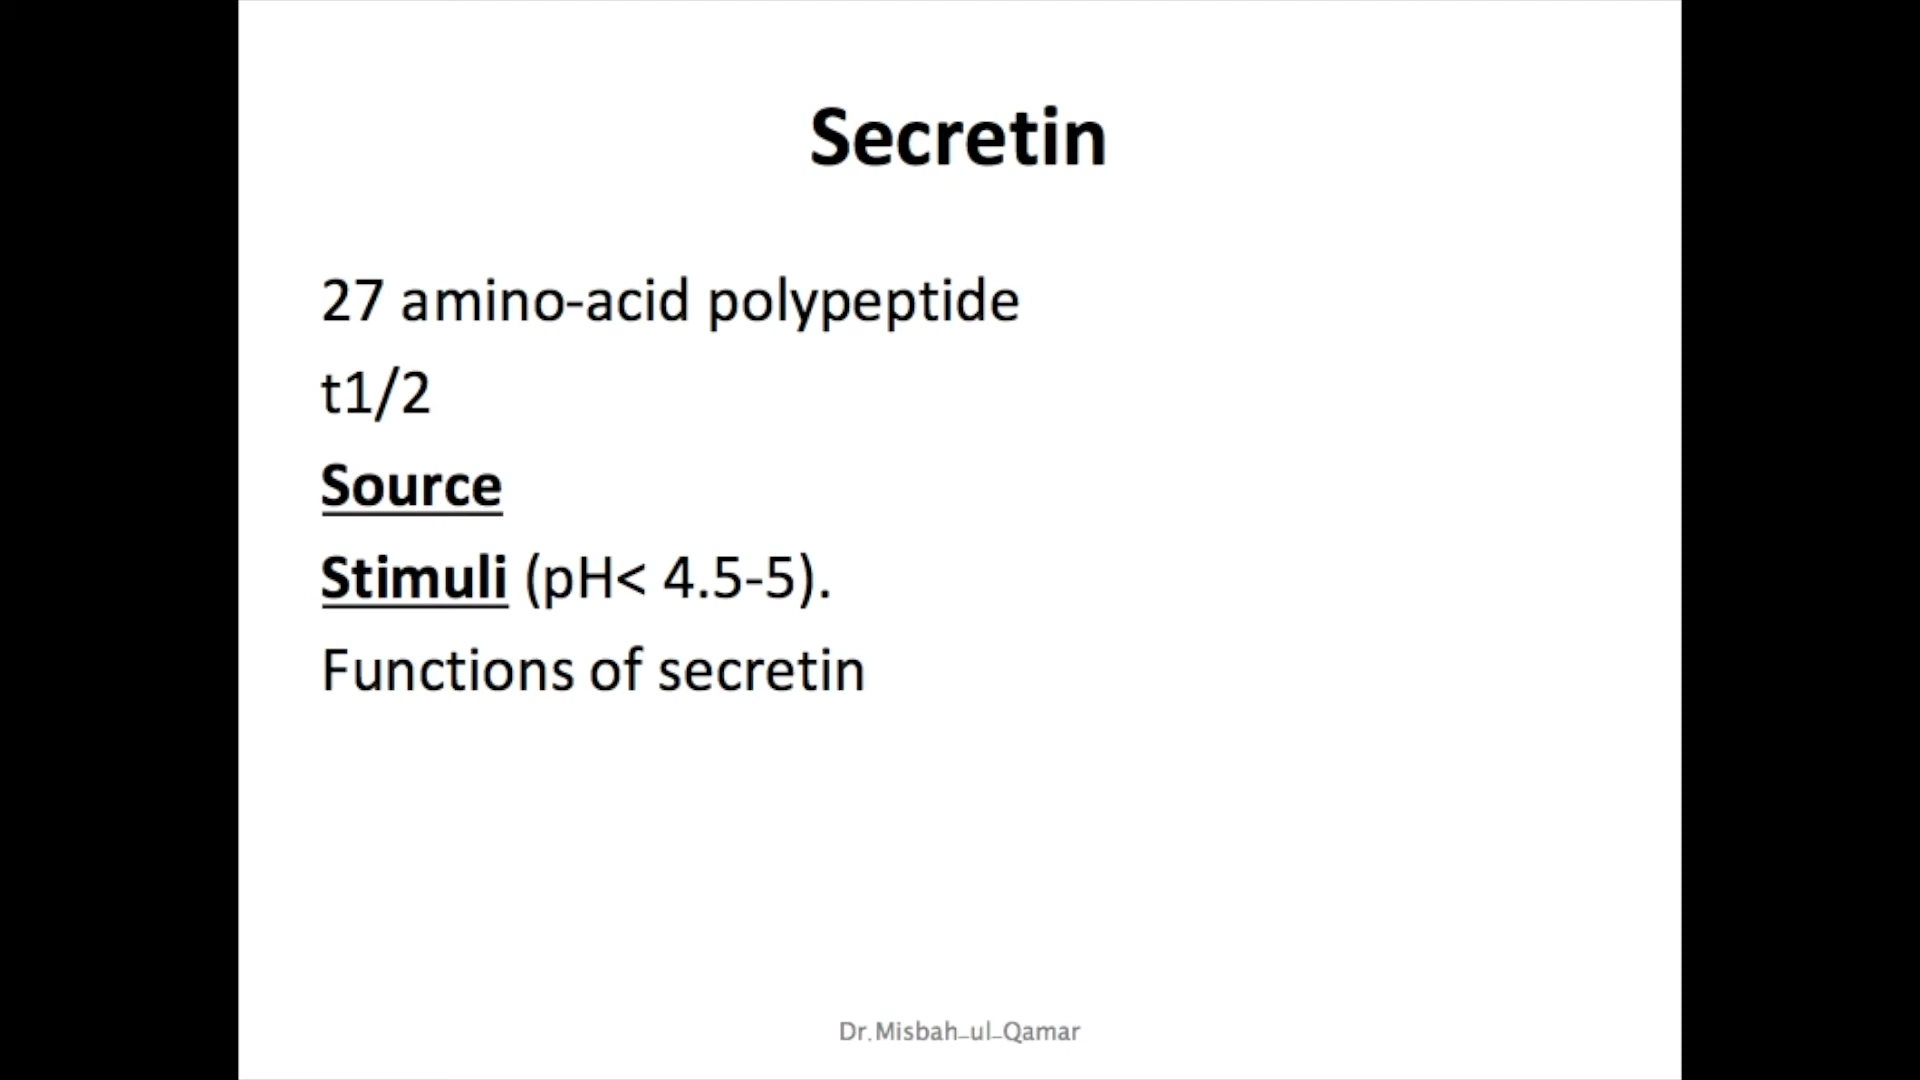 Secretin
27 amino-acid polypeptide
t1/2
Source
Stimuli (pH< 4.5-5).
Functions of secretin
Dr.Misbah_ul_Qamar